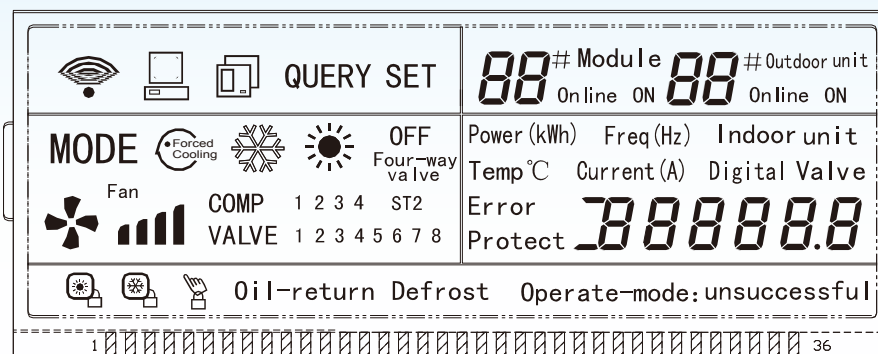 QUERY SET
88# Module Online ON
88# Outdoor unit Online ON
MODE
Forced Cooling
OFF
Four-way valve
Fan
COMP 1 2 3 4 ST2
VALVE 1 2 3 4 5 6 7 8
Power(kWh) Freq(Hz) Indoor unit
Temp℃ Current(A) Digital Valve
Error
Protect
88888.8
Oil-return Defrost Operate-mode:unsuccessful
1 36